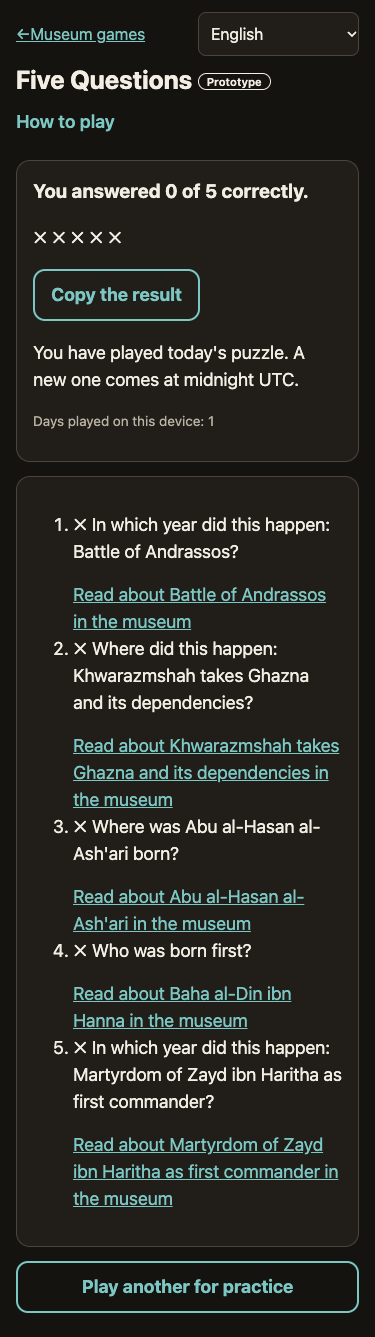 ←Museum games
English
Five Questions Prototype
How to play
You answered 0 of 5 correctly.
✕ ✕ ✕ ✕ ✕
Copy the result
You have played today's puzzle. A
new one comes at midnight UTC.
Days played on this device: 1
1. ✕ In which year did this happen:
Battle of Andrassos?
Read about Battle of Andrassos
in the museum
2. ✕ Where did this happen:
Khwarazmshah takes Ghazna
and its dependencies?
Read about Khwarazmshah takes
Ghazna and its dependencies in
the museum
3. ✕ Where was Abu al-Hasan al-
Ash'ari born?
Read about Abu al-Hasan al-
Ash'ari in the museum
4. ✕ Who was born first?
Read about Baha al-Din ibn
Hanna in the museum
5. ✕ In which year did this happen:
Martyrdom of Zayd ibn Haritha as
first commander?
Read about Martyrdom of Zayd
ibn Haritha as first commander in
the museum
Play another for practice